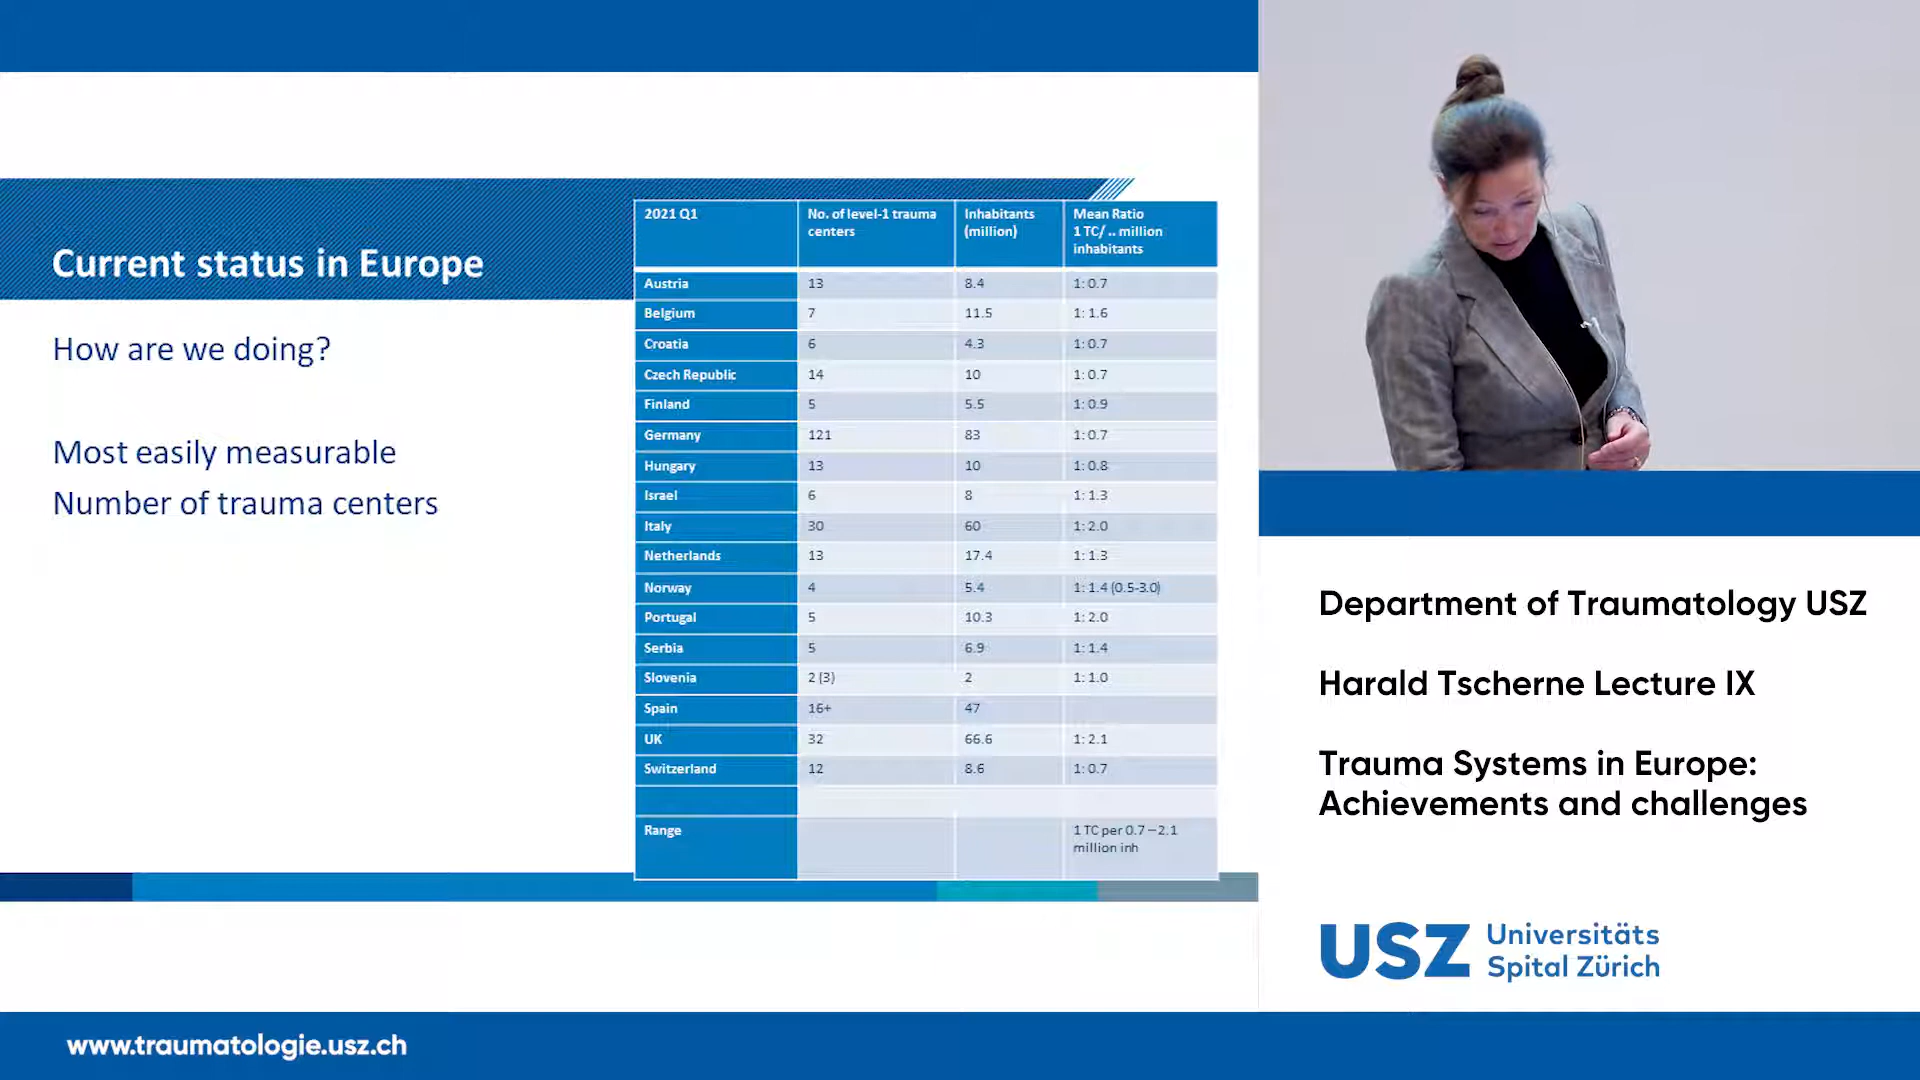 Current status in Europe
How are we doing?
Most easily measurable
Number of trauma centers
2021 Q1 No. of level-1 trauma centers Inhabitants (million) Mean Ratio 1 TC/ .. million inhabitants
Austria 13 8.4 1: 0.7
Belgium 7 11.5 1: 1.6
Croatia 6 4.3 1: 0.7
Czech Republic 14 10 1: 0.7
Finland 5 5.5 1: 0.9
Germany 121 83 1: 0.7
Hungary 13 10 1: 0.8
Israel 6 8 1: 1.3
Italy 30 60 1: 2.0
Netherlands 13 17.4 1: 1.3
Norway 4 5.4 1: 1.4 (0.5-3.0)
Portugal 5 10.3 1: 2.0
Serbia 5 6.9 1: 1.4
Slovenia 2 (3) 2 1: 1.0
Spain 16+ 47
UK 32 66.6 1: 2.1
Switzerland 12 8.6 1: 0.7
Range 1 TC per 0.7 – 2.1 million inh
Department of Traumatology USZ
Harald Tscherne Lecture IX
Trauma Systems in Europe:
Achievements and challenges
USZ Universitäts
Spital Zürich
www.traumatologie.usz.ch